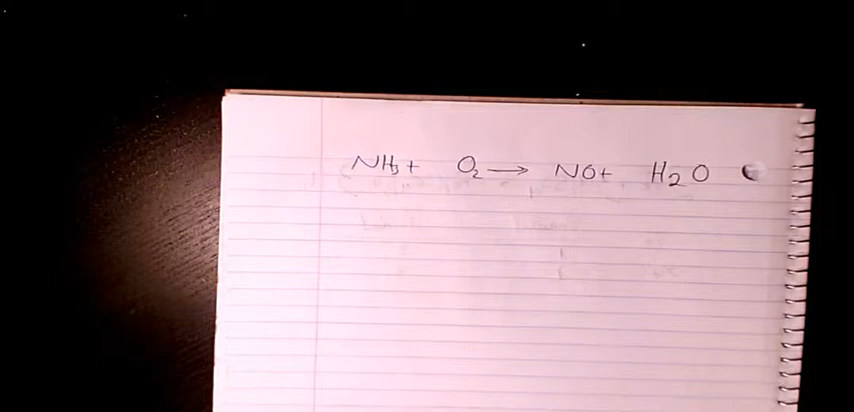 NH₃ + O₂ → NO + H₂O